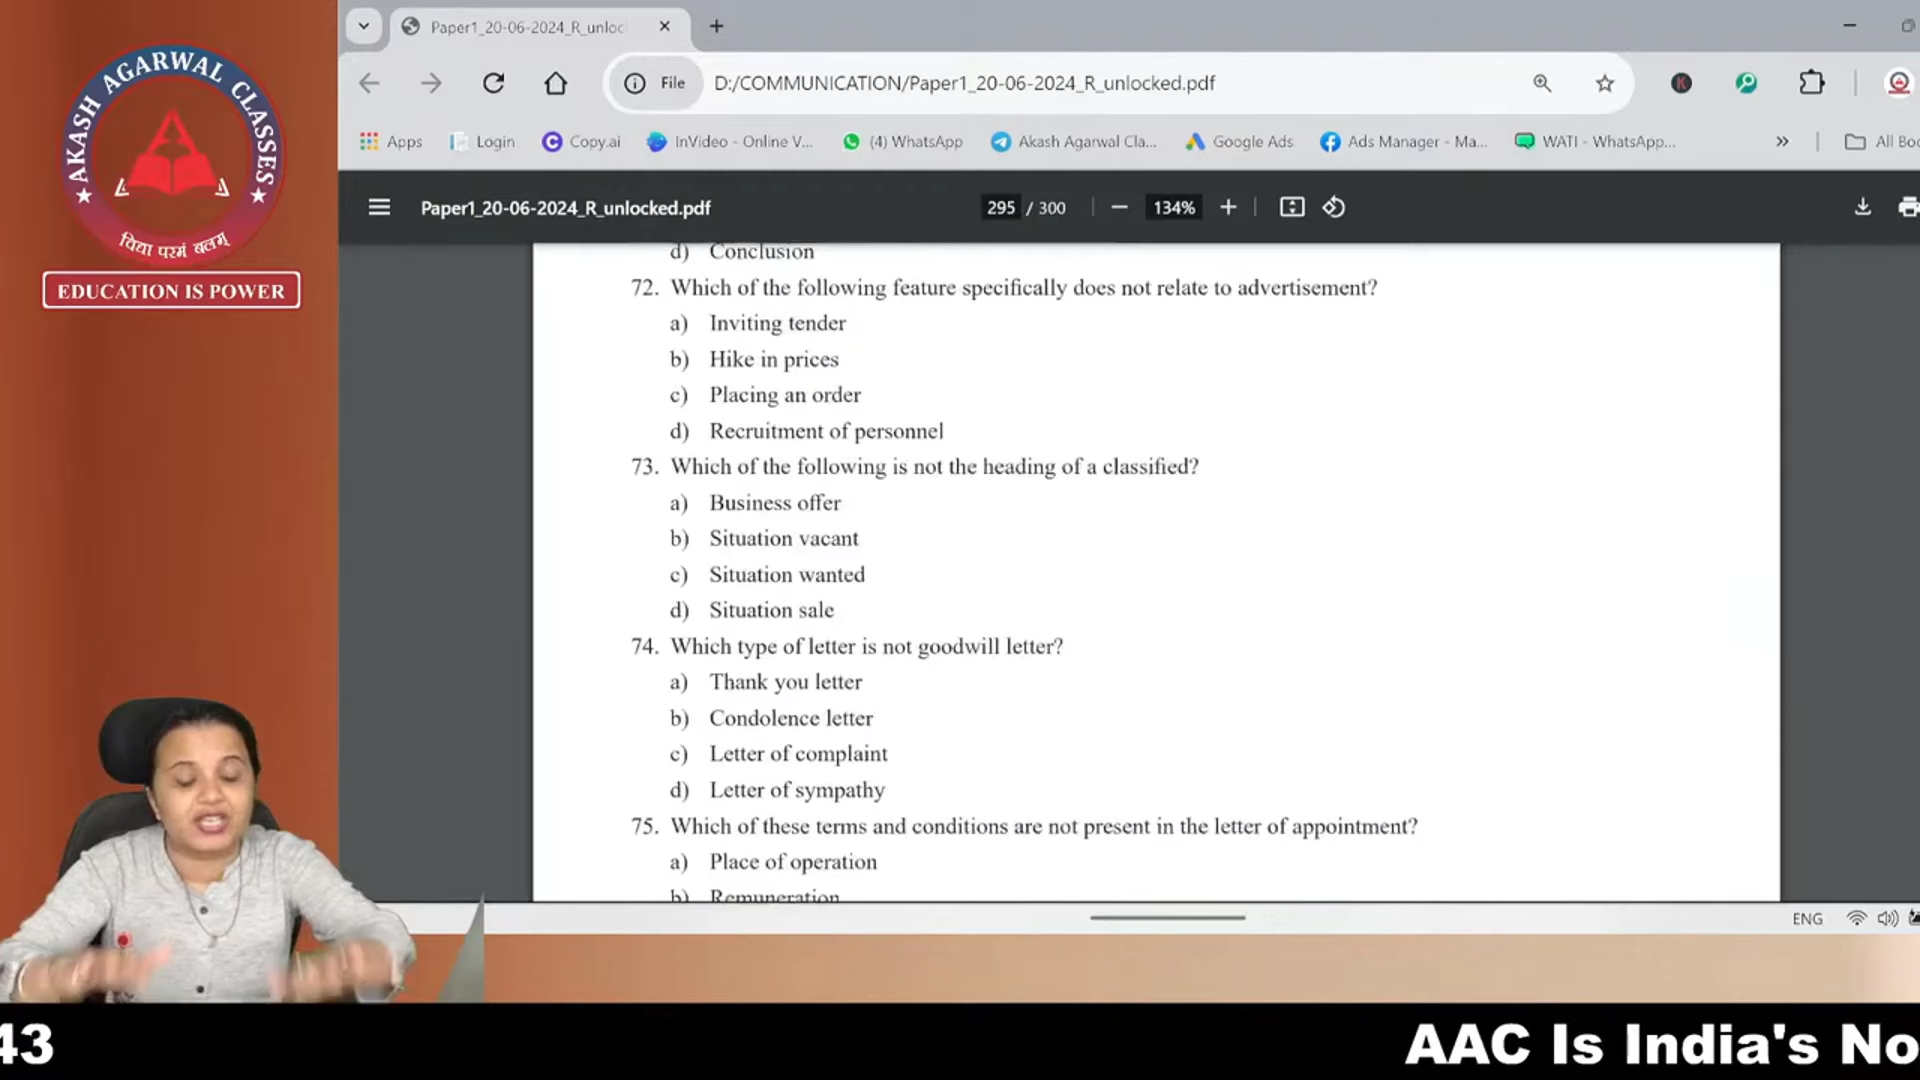 AKASH AGARWAL CLASSES
विद्या परमं बलम्
EDUCATION IS POWER
Paper1_20-06-2024_R_unloc
File
D:/COMMUNICATION/Paper1_20-06-2024_R_unlocked.pdf
Apps Login Copy.ai InVideo - Online V... (4) WhatsApp Akash Agarwal Cla... Google Ads Ads Manager - Ma... WATI - WhatsApp... » All Boo
Paper1_20-06-2024_R_unlocked.pdf 295 / 300 134%
d) Conclusion
72. Which of the following feature specifically does not relate to advertisement?
a) Inviting tender
b) Hike in prices
c) Placing an order
d) Recruitment of personnel
73. Which of the following is not the heading of a classified?
a) Business offer
b) Situation vacant
c) Situation wanted
d) Situation sale
74. Which type of letter is not goodwill letter?
a) Thank you letter
b) Condolence letter
c) Letter of complaint
d) Letter of sympathy
75. Which of these terms and conditions are not present in the letter of appointment?
a) Place of operation
b) Remuneration
ENG
43
AAC Is India's No